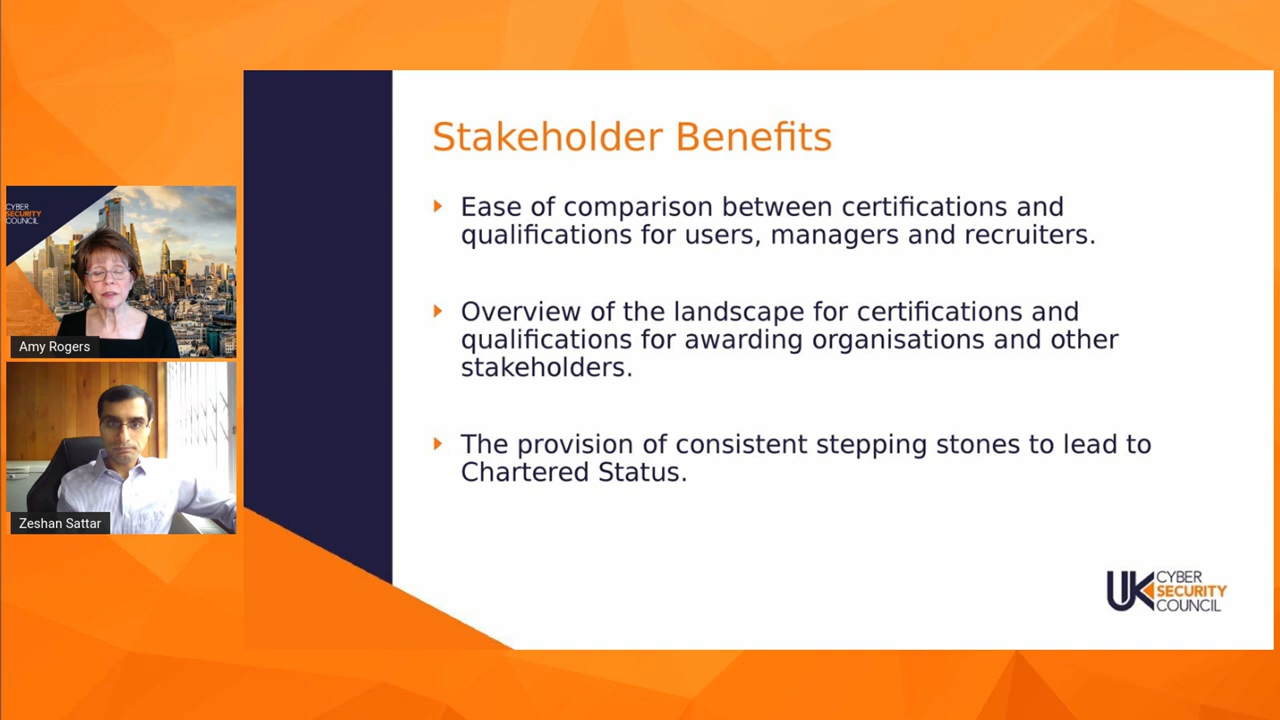 CYBER
SECURITY
COUNCIL
Amy Rogers
Zeshan Sattar
Stakeholder Benefits
Ease of comparison between certifications and
qualifications for users, managers and recruiters.
Overview of the landscape for certifications and
qualifications for awarding organisations and other
stakeholders.
The provision of consistent stepping stones to lead to
Chartered Status.
UK
CYBER
SECURITY
COUNCIL